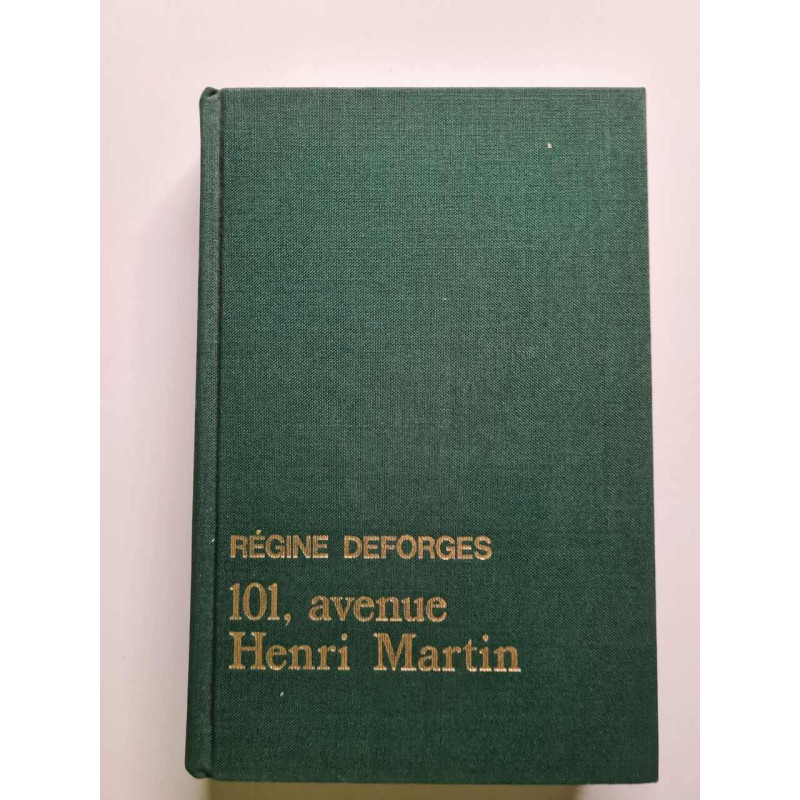 RÉGINE DEFORGES
101, avenue
Henri Martin